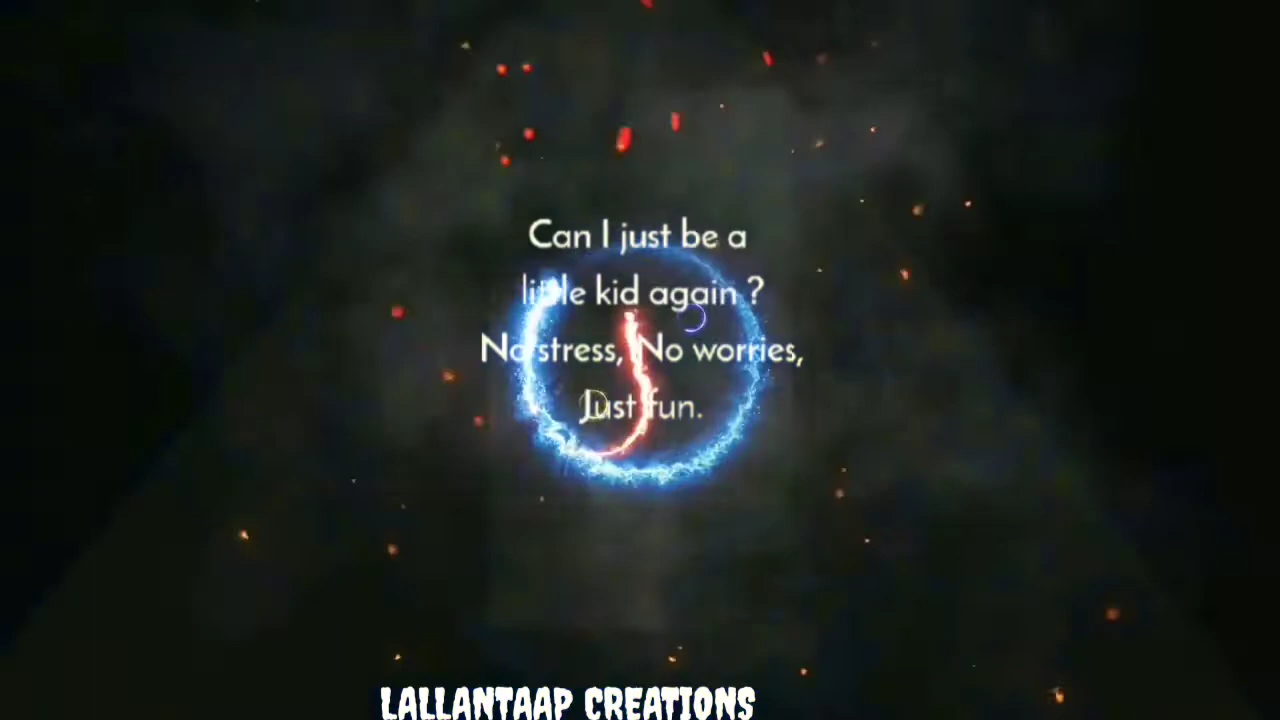 Can I just be a
little kid again ?
No stress, No worries,
Just fun.
LALLANTAAP CREATIONS